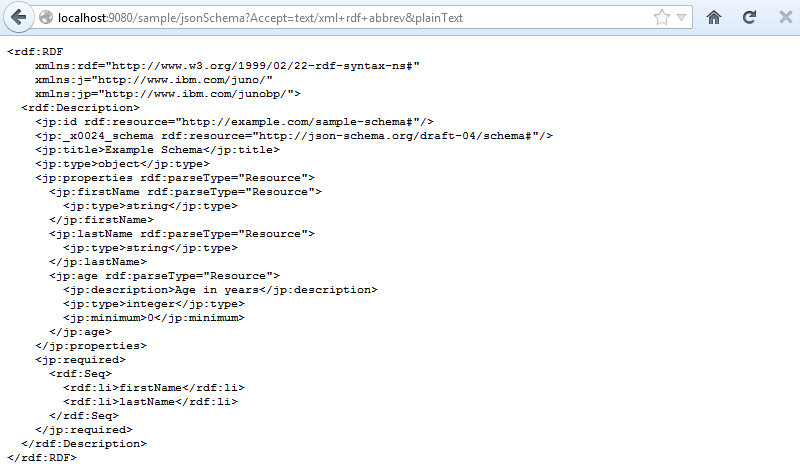 localhost:9080/sample/jsonSchema?Accept=text/xml+rdf+abbrev&plainText
<rdf:RDF
xmlns:rdf="http://www.w3.org/1999/02/22-rdf-syntax-ns#"
xmlns:j="http://www.ibm.com/juno/"
xmlns:jp="http://www.ibm.com/junobp/">
<rdf:Description>
<jp:id rdf:resource="http://example.com/sample-schema#"/>
<jp:_x0024_schema rdf:resource="http://json-schema.org/draft-04/schema#"/>
<jp:title>Example Schema</jp:title>
<jp:type>object</jp:type>
<jp:properties rdf:parseType="Resource">
<jp:firstName rdf:parseType="Resource">
<jp:type>string</jp:type>
</jp:firstName>
<jp:lastName rdf:parseType="Resource">
<jp:type>string</jp:type>
</jp:lastName>
<jp:age rdf:parseType="Resource">
<jp:description>Age in years</jp:description>
<jp:type>integer</jp:type>
<jp:minimum>0</jp:minimum>
</jp:age>
</jp:properties>
<jp:required>
<rdf:Seq>
<rdf:li>firstName</rdf:li>
<rdf:li>lastName</rdf:li>
</rdf:Seq>
</jp:required>
</rdf:Description>
</rdf:RDF>